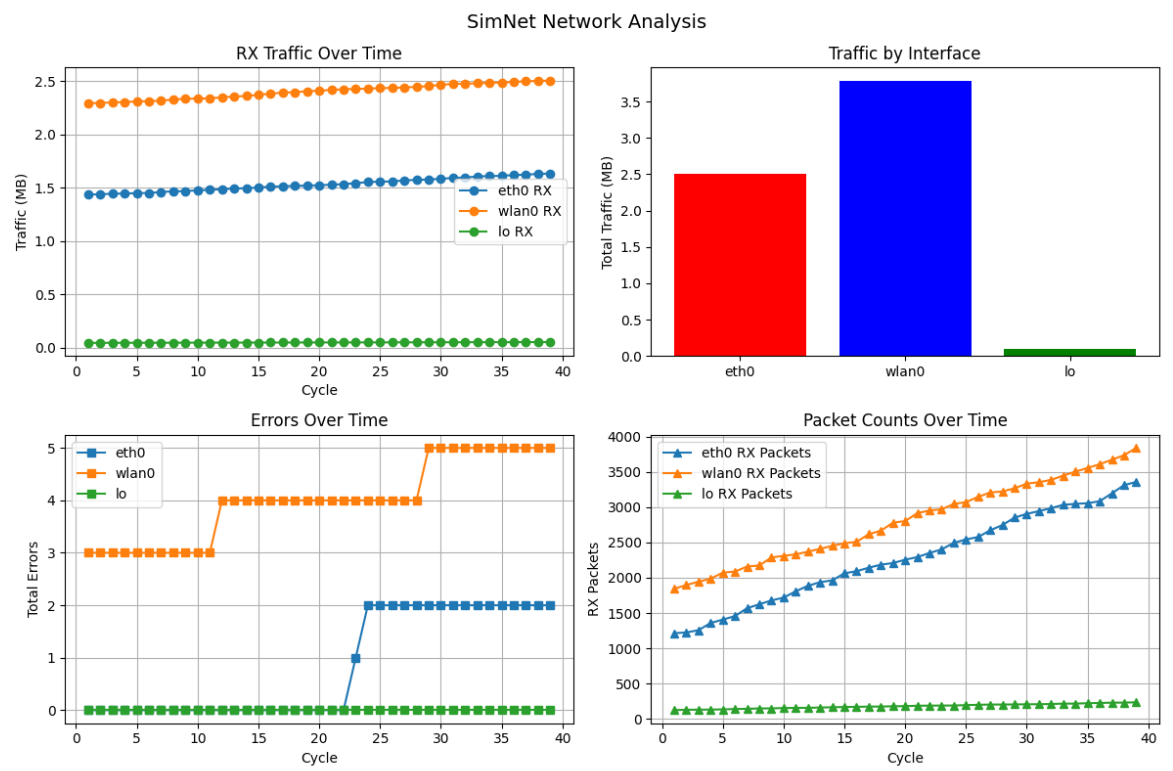 SimNet Network Analysis
RX Traffic Over Time
Traffic (MB)
2.5
2.0
1.5
1.0
0.5
0.0
eth0 RX
wlan0 RX
lo RX
0 5 10 15 20 25 30 35 40
Cycle
Traffic by Interface
Total Traffic (MB)
3.5
3.0
2.5
2.0
1.5
1.0
0.5
0.0
eth0 wlan0 lo
Errors Over Time
Total Errors
5
4
3
2
1
0
eth0
wlan0
lo
0 5 10 15 20 25 30 35 40
Cycle
Packet Counts Over Time
RX Packets
4000
3500
3000
2500
2000
1500
1000
500
0
eth0 RX Packets
wlan0 RX Packets
lo RX Packets
0 5 10 15 20 25 30 35 40
Cycle